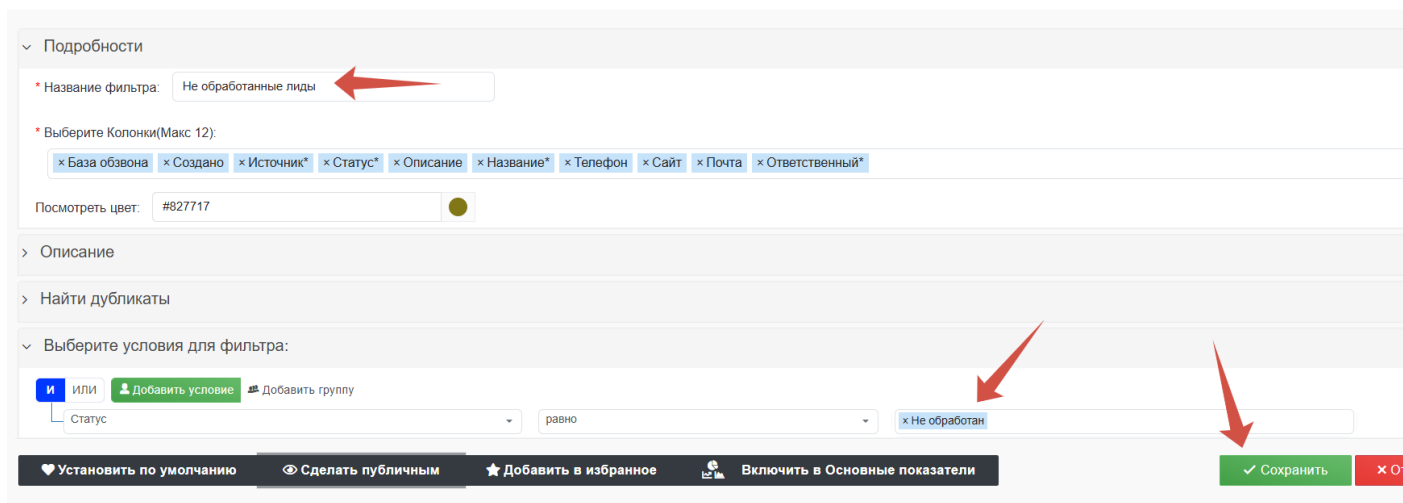 Подробности
* Название фильтра: Не обработанные лиды
* Выберите Колонки(Макс 12):
× База обзвона × Создано × Источник* × Статус* × Описание × Название* × Телефон × Сайт × Почта × Ответственный*
Посмотреть цвет: #827717
Описание
Найти дубликаты
Выберите условия для фильтра:
И ИЛИ Добавить условие Добавить группу
Статус равно × Не обработан
Установить по умолчанию Сделать публичным Добавить в избранное Включить в Основные показатели Сохранить